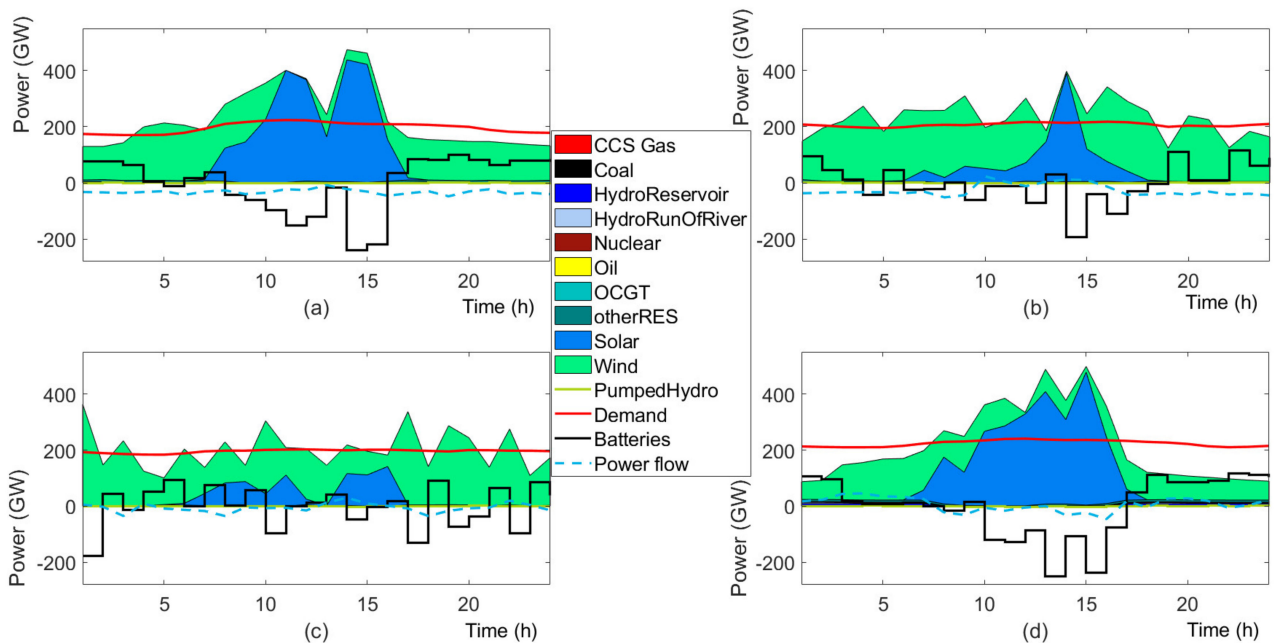 Power (GW)
400
200
0
-200
5
10
15
20
Time (h)
(a)
Power (GW)
400
200
0
-200
5
10
15
20
Time (h)
(b)
CCS Gas
Coal
HydroReservoir
HydroRunOfRiver
Nuclear
Oil
OCGT
otherRES
Solar
Wind
PumpedHydro
Demand
Batteries
Power flow
Power (GW)
400
200
0
-200
5
10
15
20
Time (h)
(c)
Power (GW)
400
200
0
-200
5
10
15
20
Time (h)
(d)